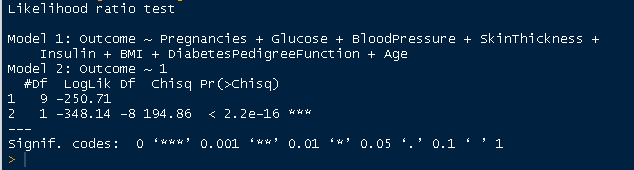 Likelihood ratio test
Model 1: Outcome ~ Pregnancies + Glucose + BloodPressure + SkinThickness +
    Insulin + BMI + DiabetesPedigreeFunction + Age
Model 2: Outcome ~ 1
  #Df  LogLik Df  Chisq Pr(>Chisq)
1   9 -250.71
2   1 -348.14 -8 194.86  < 2.2e-16 ***
---
Signif. codes:  0 ‘***’ 0.001 ‘**’ 0.01 ‘*’ 0.05 ‘.’ 0.1 ‘ ’ 1
>